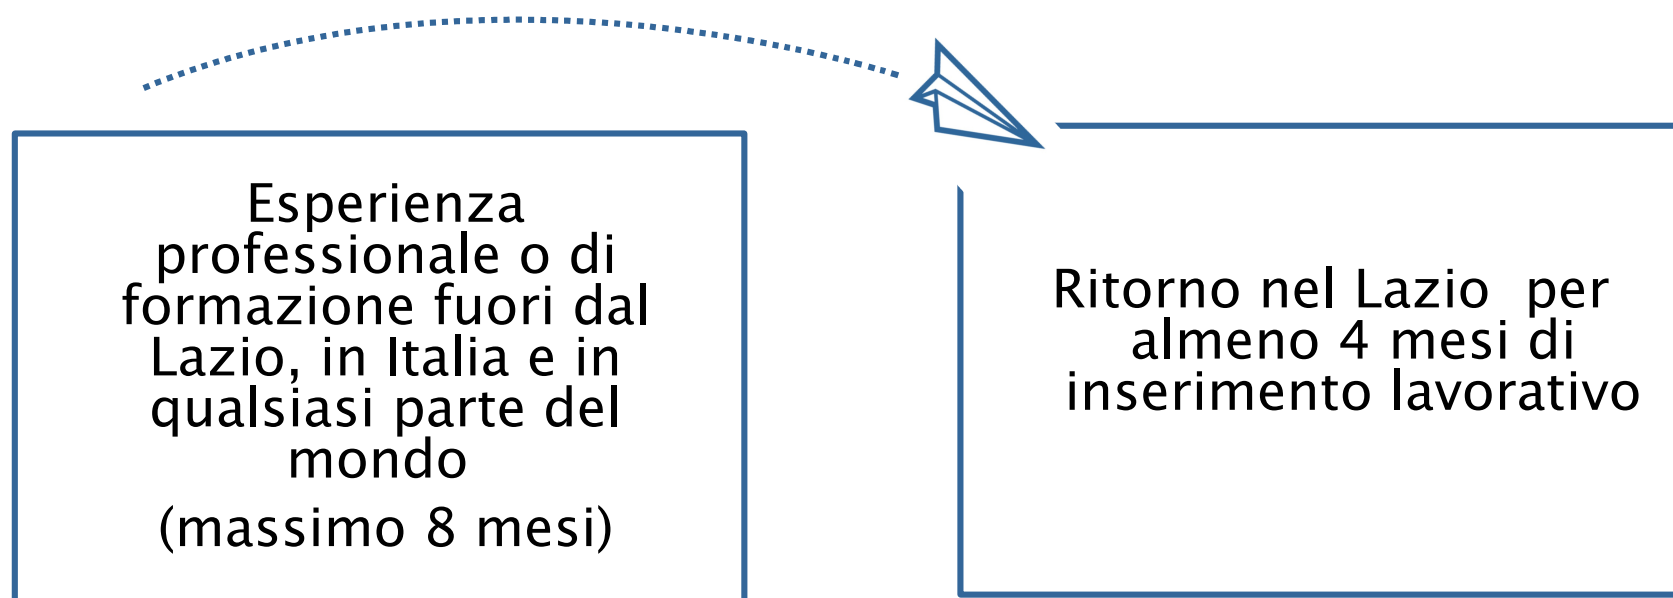 Esperienza
professionale o di
formazione fuori dal
Lazio, in Italia e in
qualsiasi parte del
mondo
(massimo 8 mesi)
Ritorno nel Lazio per
almeno 4 mesi di
inserimento lavorativo